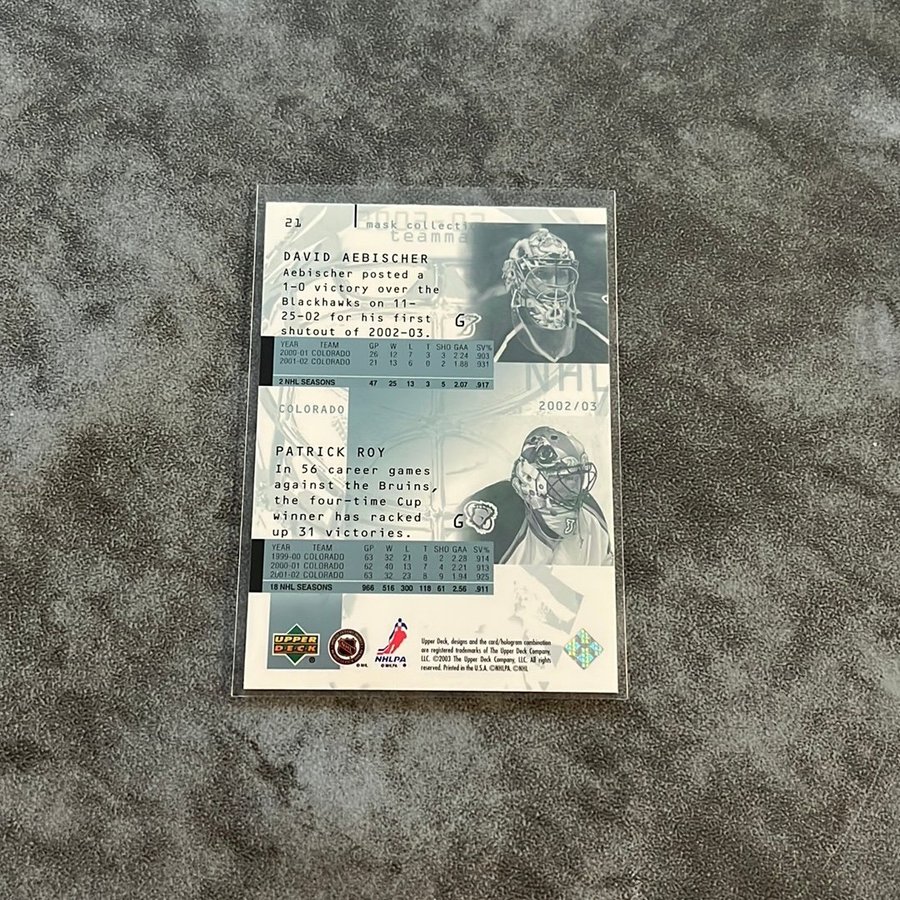 21
2002-03
mask collecti
teamma
DAVID AEBISCHER
Aebischer posted a
1-0 victory over the
Blackhawks on 11-
25-02 for his first
shutout of 2002-03.
G
YEAR TEAM GP W L T SHO GAA SV%
2000-01 COLORADO 26 12 7 3 3 2.24 .903
2001-02 COLORADO 21 13 6 0 2 1.88 .931
2 NHL SEASONS 47 25 13 3 5 2.07 .917
NHL
COLORADO
2002/03
PATRICK ROY
In 56 career games
against the Bruins,
the four-time Cup
winner has racked
up 31 victories.
G
YEAR TEAM GP W L T SHO GAA SV%
1999-00 COLORADO 63 32 21 8 2 2.28 .914
2000-01 COLORADO 62 40 13 7 4 2.21 .913
2001-02 COLORADO 63 32 23 8 9 1.94 .925
18 NHL SEASONS 966 516 300 118 61 2.56 .911
UPPER
DECK
®
©NHL
NHLPA
©NHLPA
Upper Deck, designs and the card/hologram combination
are registered trademarks of The Upper Deck Company,
LLC. ©2003 The Upper Deck Company, LLC. All rights
reserved. Printed in the U.S.A. ©NHLPA. ©NHL